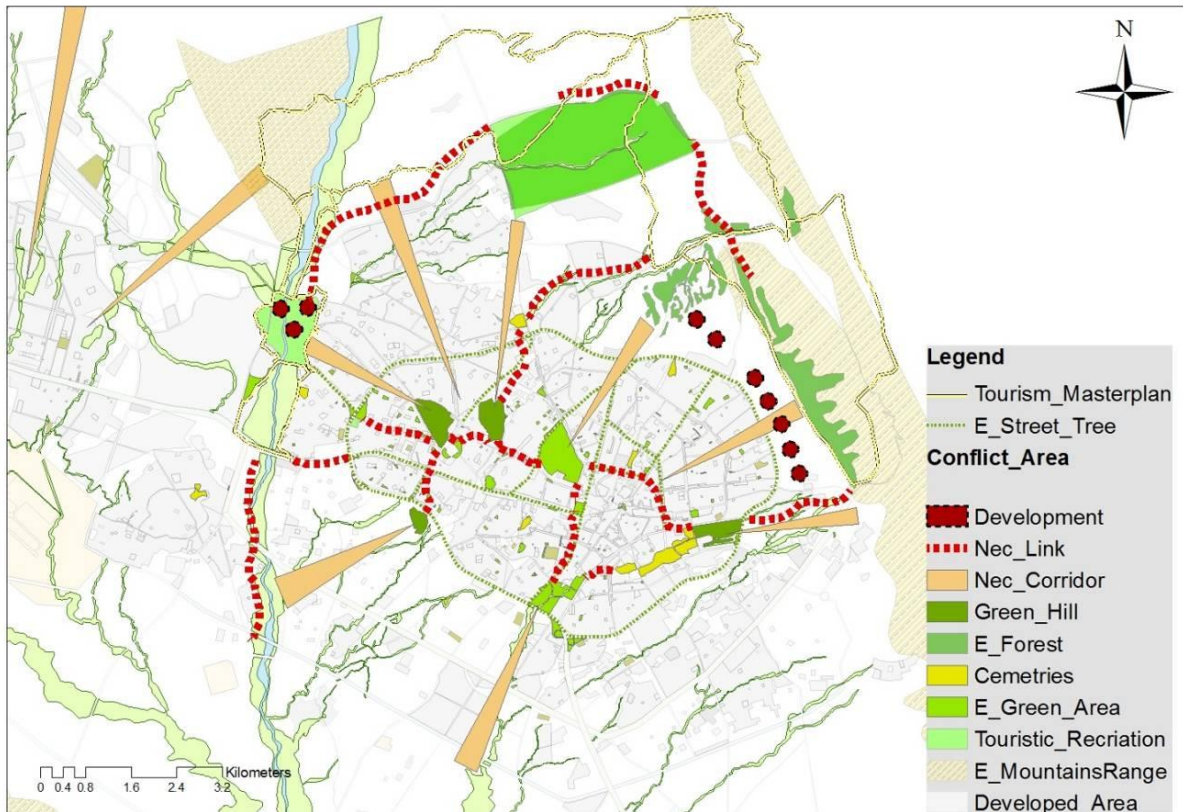 N
Legend
Tourism_Masterplan
E_Street_Tree
Conflict_Area
Development
Nec_Link
Nec_Corridor
Green_Hill
E_Forest
Cemetries
E_Green_Area
Touristic_Recriation
E_MountainsRange
Developed_Area
Kilometers
0 0.4 0.8 1.6 2.4 3.2